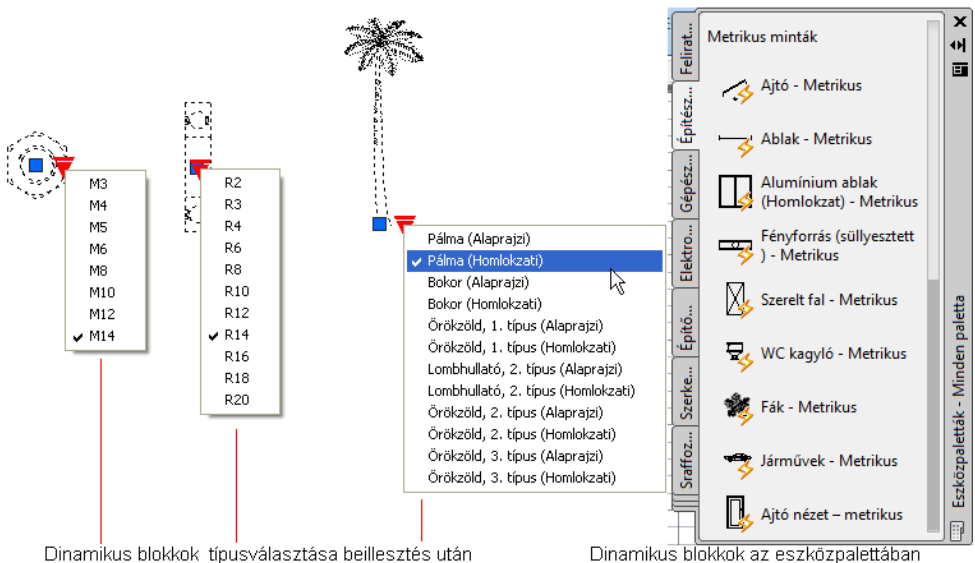 M3
M4
M5
M6
M8
M10
M12
M14
R2
R3
R4
R6
R8
R10
R12
R14
R16
R18
R20
Pálma (Alaprajzi)
Pálma (Homlokzati)
Bokor (Alaprajzi)
Bokor (Homlokzati)
Örökzöld, 1. típus (Alaprajzi)
Örökzöld, 1. típus (Homlokzati)
Lombhullató, 2. típus (Alaprajzi)
Lombhullató, 2. típus (Homlokzati)
Örökzöld, 2. típus (Alaprajzi)
Örökzöld, 2. típus (Homlokzati)
Örökzöld, 3. típus (Alaprajzi)
Örökzöld, 3. típus (Homlokzati)
Felirat...
Építész...
Gépész...
Elektro...
Építő...
Szerke...
Sraffoz...
Metrikus minták
Ajtó - Metrikus
Ablak - Metrikus
Alumínium ablak
(Homlokzat) - Metrikus
Fényforrás (süllyesztett
) - Metrikus
Szerelt fal - Metrikus
WC kagyló - Metrikus
Fák - Metrikus
Járművek - Metrikus
Ajtó nézet – metrikus
Eszközpaletták - Minden paletta
Dinamikus blokkok típusválasztása beillesztés után
Dinamikus blokkok az eszközpalettában